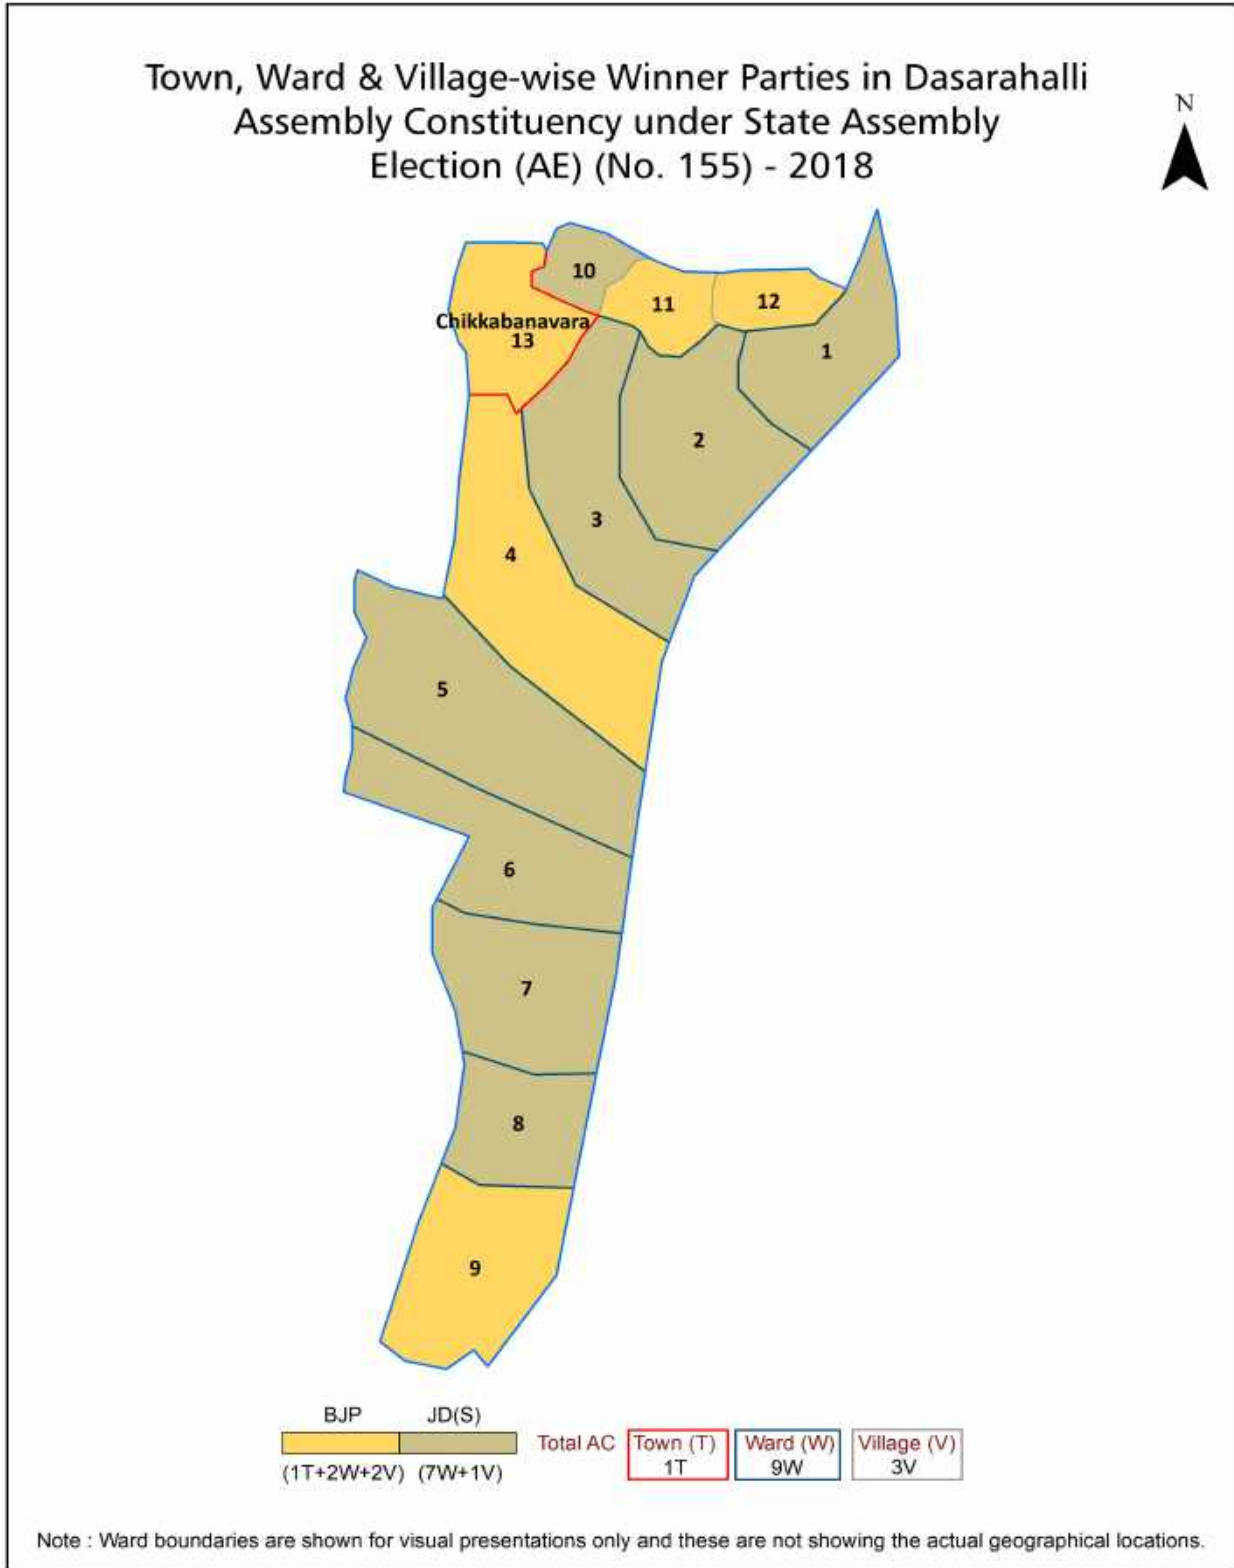 Town, Ward & Village-wise Winner Parties in Dasarahalli
Assembly Constituency under State Assembly
Election (AE) (No. 155) - 2018
N
10
11
12
Chikkabanavara
13
1
2
3
4
5
6
7
8
9
BJP JD(S)
Total AC Town (T) Ward (W) Village (V)
(1T+2W+2V) (7W+1V) 1T 9W 3V
Note : Ward boundaries are shown for visual presentations only and these are not showing the actual geographical locations.